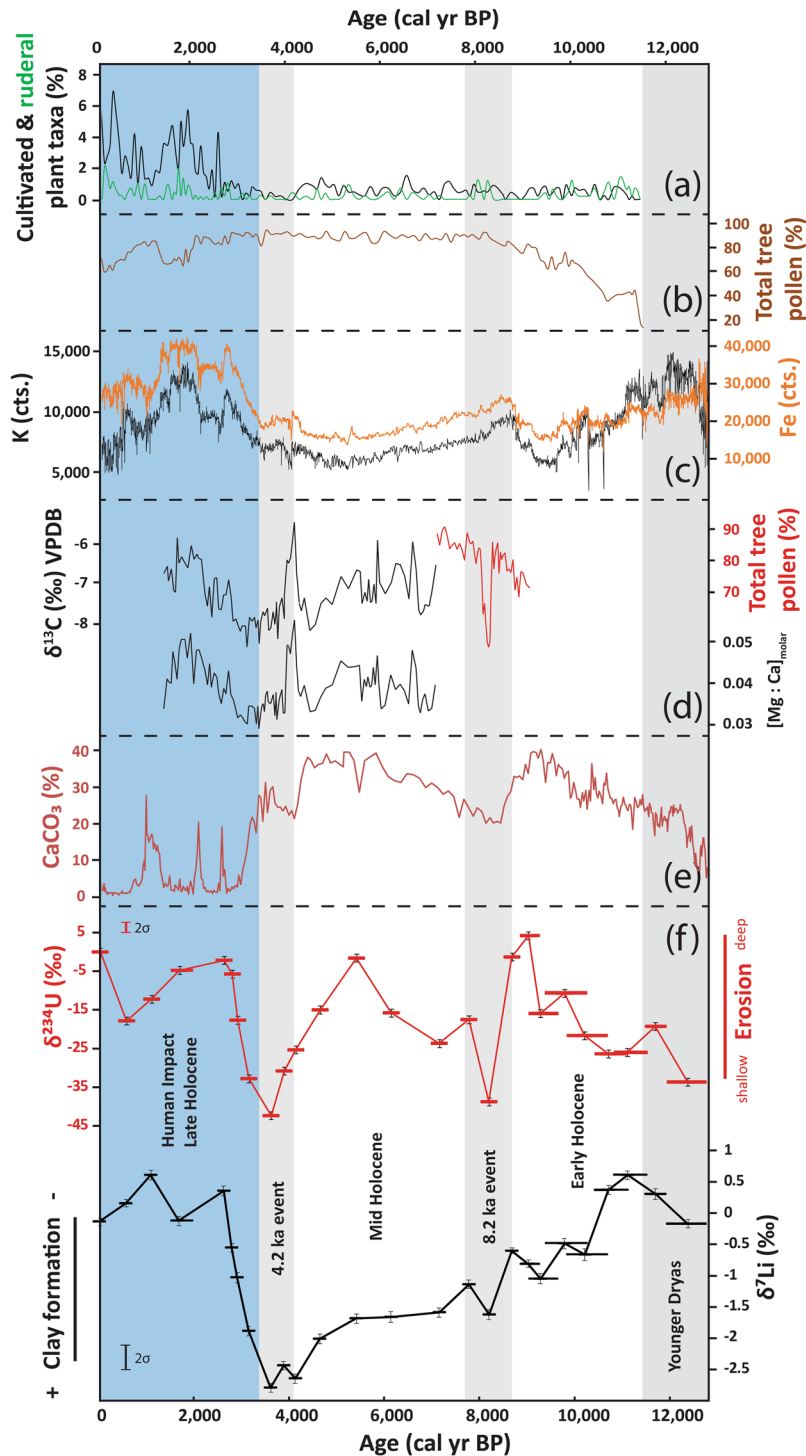 Age (cal yr BP)
0 2,000 4,000 6,000 8,000 10,000 12,000
Cultivated & ruderal
plant taxa (%)
8
6
4
2
0
(a)
100
80
60
40
20
Total tree
pollen (%)
(b)
K (cts.)
15,000
10,000
5,000
40,000
30,000
20,000
10,000
Fe (cts.)
(c)
δ¹³C (‰) VPDB
-6
-7
-8
90
80
70
Total tree
pollen (%)
0.05
0.04
0.03
[Mg : Ca]molar
(d)
CaCO₃ (%)
40
30
20
10
0
(e)
δ²³⁴U (‰)
5
-5
-15
-25
-35
-45
2σ
(f)
shallow Erosion deep
Human Impact
Late Holocene
4.2 ka event
Mid Holocene
8.2 ka event
Early Holocene
Younger Dryas
+ Clay formation -
2σ
1
0.5
0
-0.5
-1
-1.5
-2
-2.5
δ⁷Li (‰)
0 2,000 4,000 6,000 8,000 10,000 12,000
Age (cal yr BP)